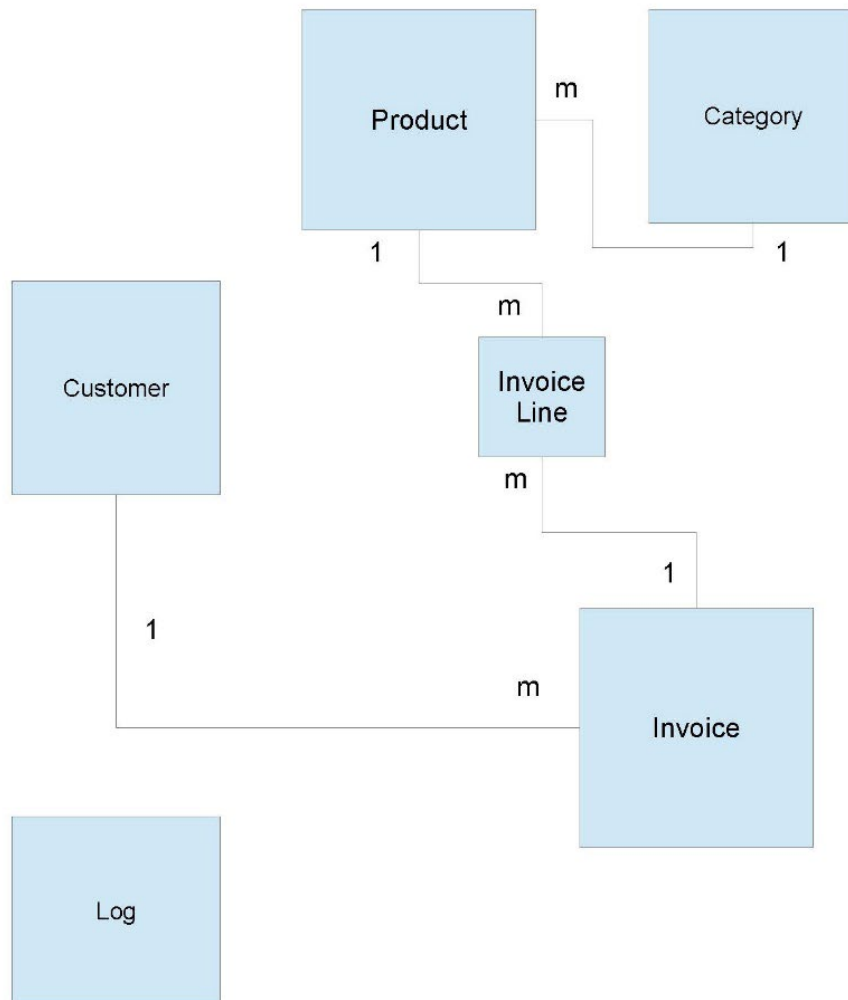 m
Product
Category
1
1
m
Customer
Invoice
Line
m
1
1
m
Invoice
Log